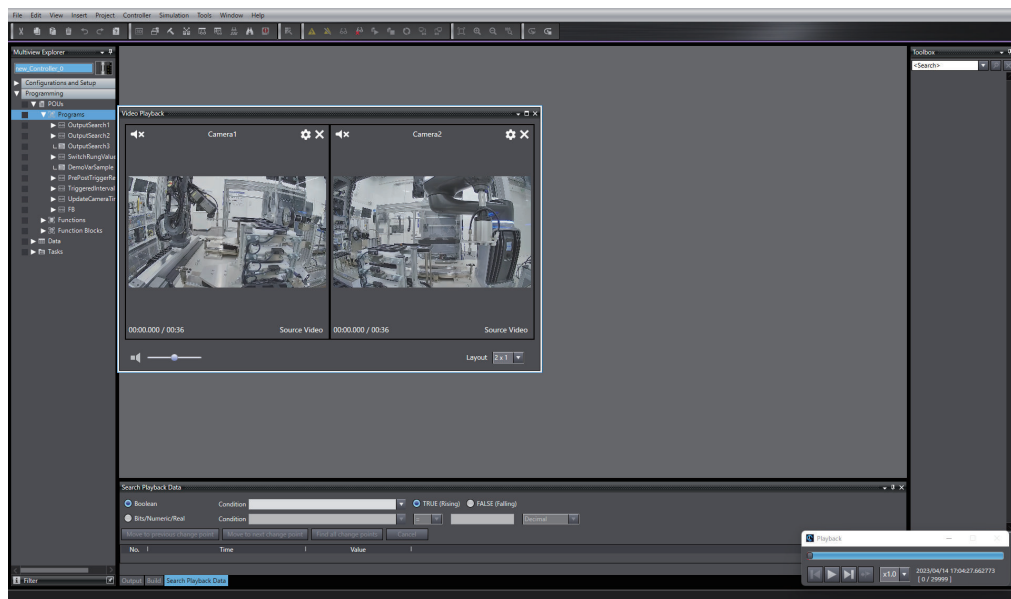 File Edit View Insert Project Controller Simulation Tools Window Help
Multiview Explorer
new_Controller_0
Configurations and Setup
Programming
POUs
Programs
OutputSearch1
OutputSearch2
OutputSearch3
SwitchRungValue
DemoVarSample
PrePostTriggerRe
TriggeredInterval
UpdateCameraTir
FB
Functions
Function Blocks
Data
Tasks
Filter
Video Playback
Camera1
Camera2
00:00.000 / 00:36 Source Video
00:00.000 / 00:36 Source Video
Layout 2 x 1
Toolbox
<Search>
Search Playback Data
Boolean Condition TRUE (Rising) FALSE (Falling)
Bits/Numeric/Real Condition = Decimal
Move to previous change point Move to next change point Find all change points Cancel
No. Time Value
Output Build Search Playback Data
Playback
x1.0 2023/04/14 17:04:27.662773
[ 0 / 29999 ]